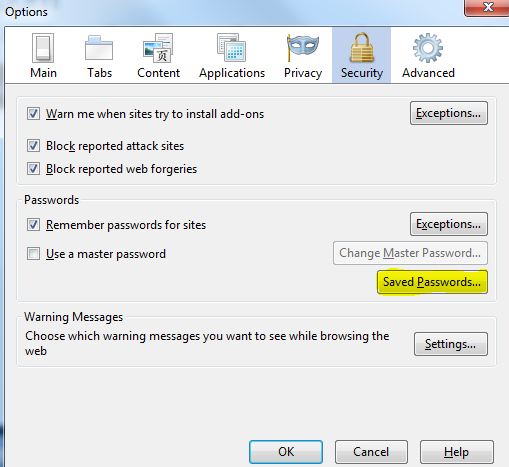 Options
Main Tabs Content Applications Privacy Security Advanced
Warn me when sites try to install add-ons Exceptions...
Block reported attack sites
Block reported web forgeries
Passwords
Remember passwords for sites Exceptions...
Use a master password Change Master Password...
Saved Passwords...
Warning Messages
Choose which warning messages you want to see while browsing the
web Settings...
OK Cancel Help